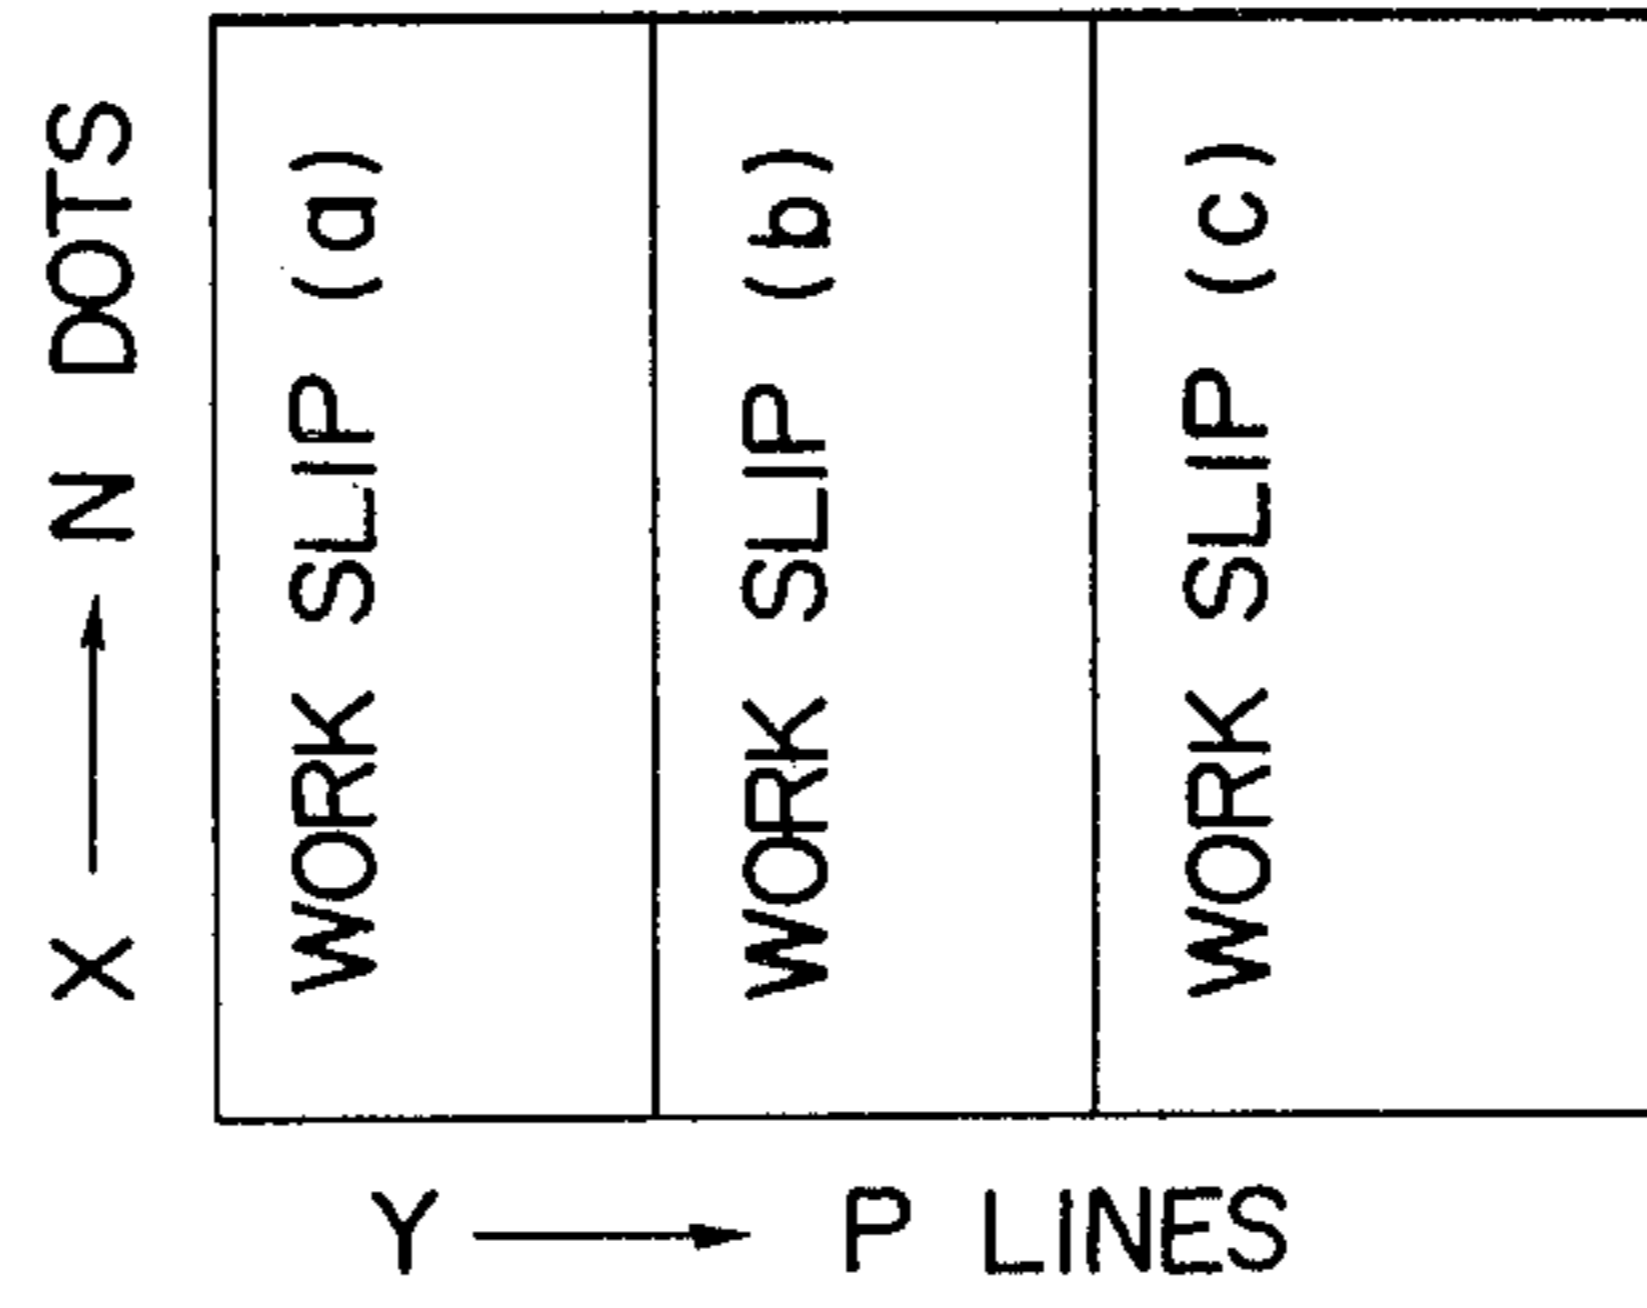 X → N DOTS
WORK SLIP (a)
WORK SLIP (b)
WORK SLIP (c)
Y → P LINES